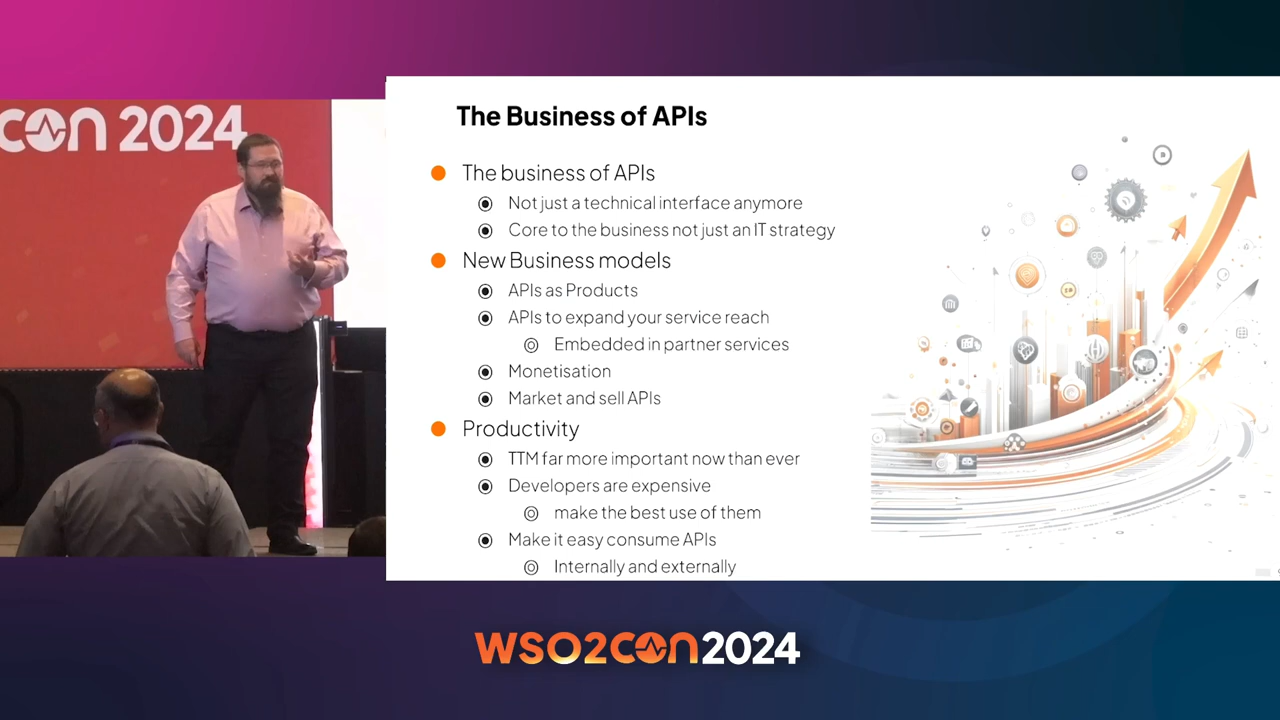 CON 2024
The Business of APIs
The business of APIs
Not just a technical interface anymore
Core to the business not just an IT strategy
New Business models
APIs as Products
APIs to expand your service reach
Embedded in partner services
Monetisation
Market and sell APIs
Productivity
TTM far more important now than ever
Developers are expensive
make the best use of them
Make it easy consume APIs
Internally and externally
WSO2CON2024